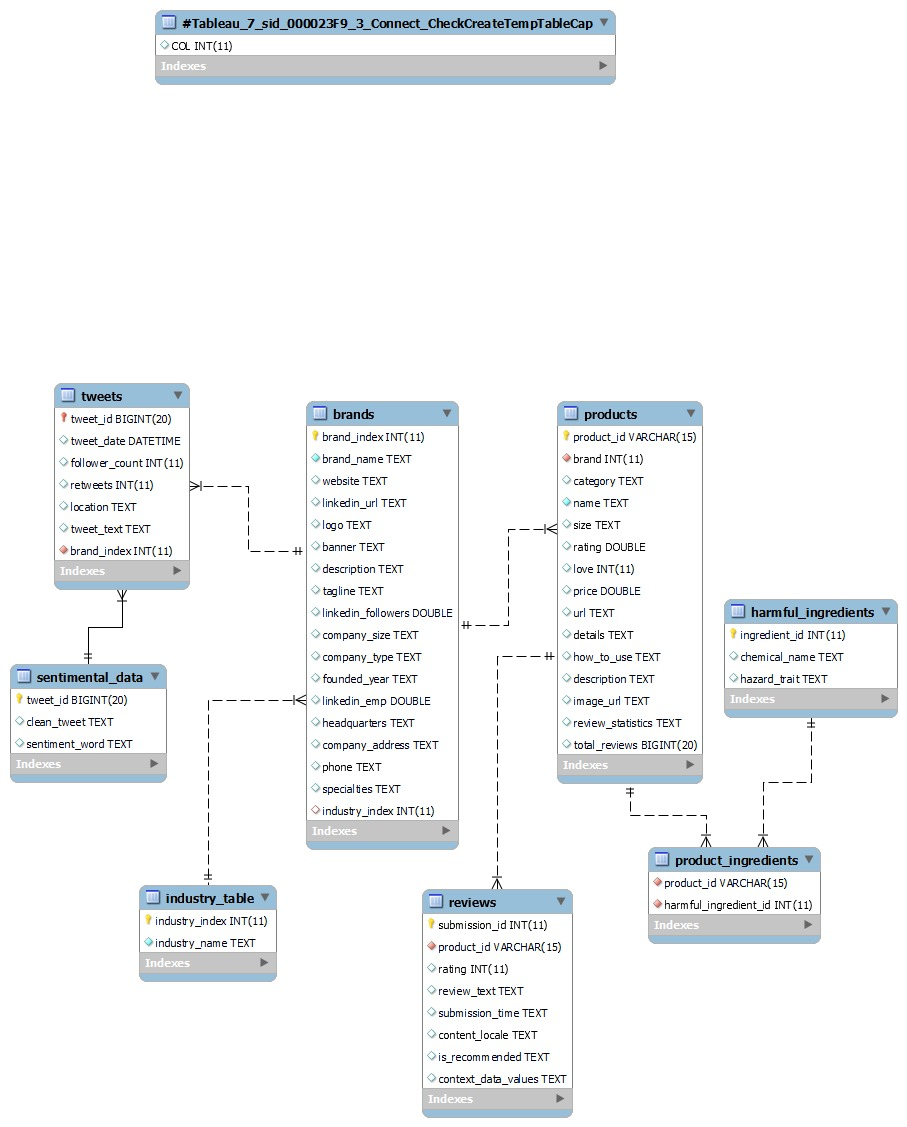 #Tableau_7_sid_000023F9_3_Connect_CheckCreateTempTableCap
COL INT(11)
Indexes
tweets
tweet_id BIGINT(20)
tweet_date DATETIME
follower_count INT(11)
retweets INT(11)
location TEXT
tweet_text TEXT
brand_index INT(11)
Indexes
sentimental_data
tweet_id BIGINT(20)
clean_tweet TEXT
sentiment_word TEXT
Indexes
brands
brand_index INT(11)
brand_name TEXT
website TEXT
linkedin_url TEXT
logo TEXT
banner TEXT
description TEXT
tagline TEXT
linkedin_followers DOUBLE
company_size TEXT
company_type TEXT
founded_year TEXT
linkedin_emp DOUBLE
headquarters TEXT
company_address TEXT
phone TEXT
specialties TEXT
industry_index INT(11)
Indexes
industry_table
industry_index INT(11)
industry_name TEXT
Indexes
products
product_id VARCHAR(15)
brand INT(11)
category TEXT
name TEXT
size TEXT
rating DOUBLE
love INT(11)
price DOUBLE
url TEXT
details TEXT
how_to_use TEXT
description TEXT
image_url TEXT
review_statistics TEXT
total_reviews BIGINT(20)
Indexes
harmful_ingredients
ingredient_id INT(11)
chemical_name TEXT
hazard_trait TEXT
Indexes
product_ingredients
product_id VARCHAR(15)
harmful_ingredient_id INT(11)
Indexes
reviews
submission_id INT(11)
product_id VARCHAR(15)
rating INT(11)
review_text TEXT
submission_time TEXT
content_locale TEXT
is_recommended TEXT
context_data_values TEXT
Indexes